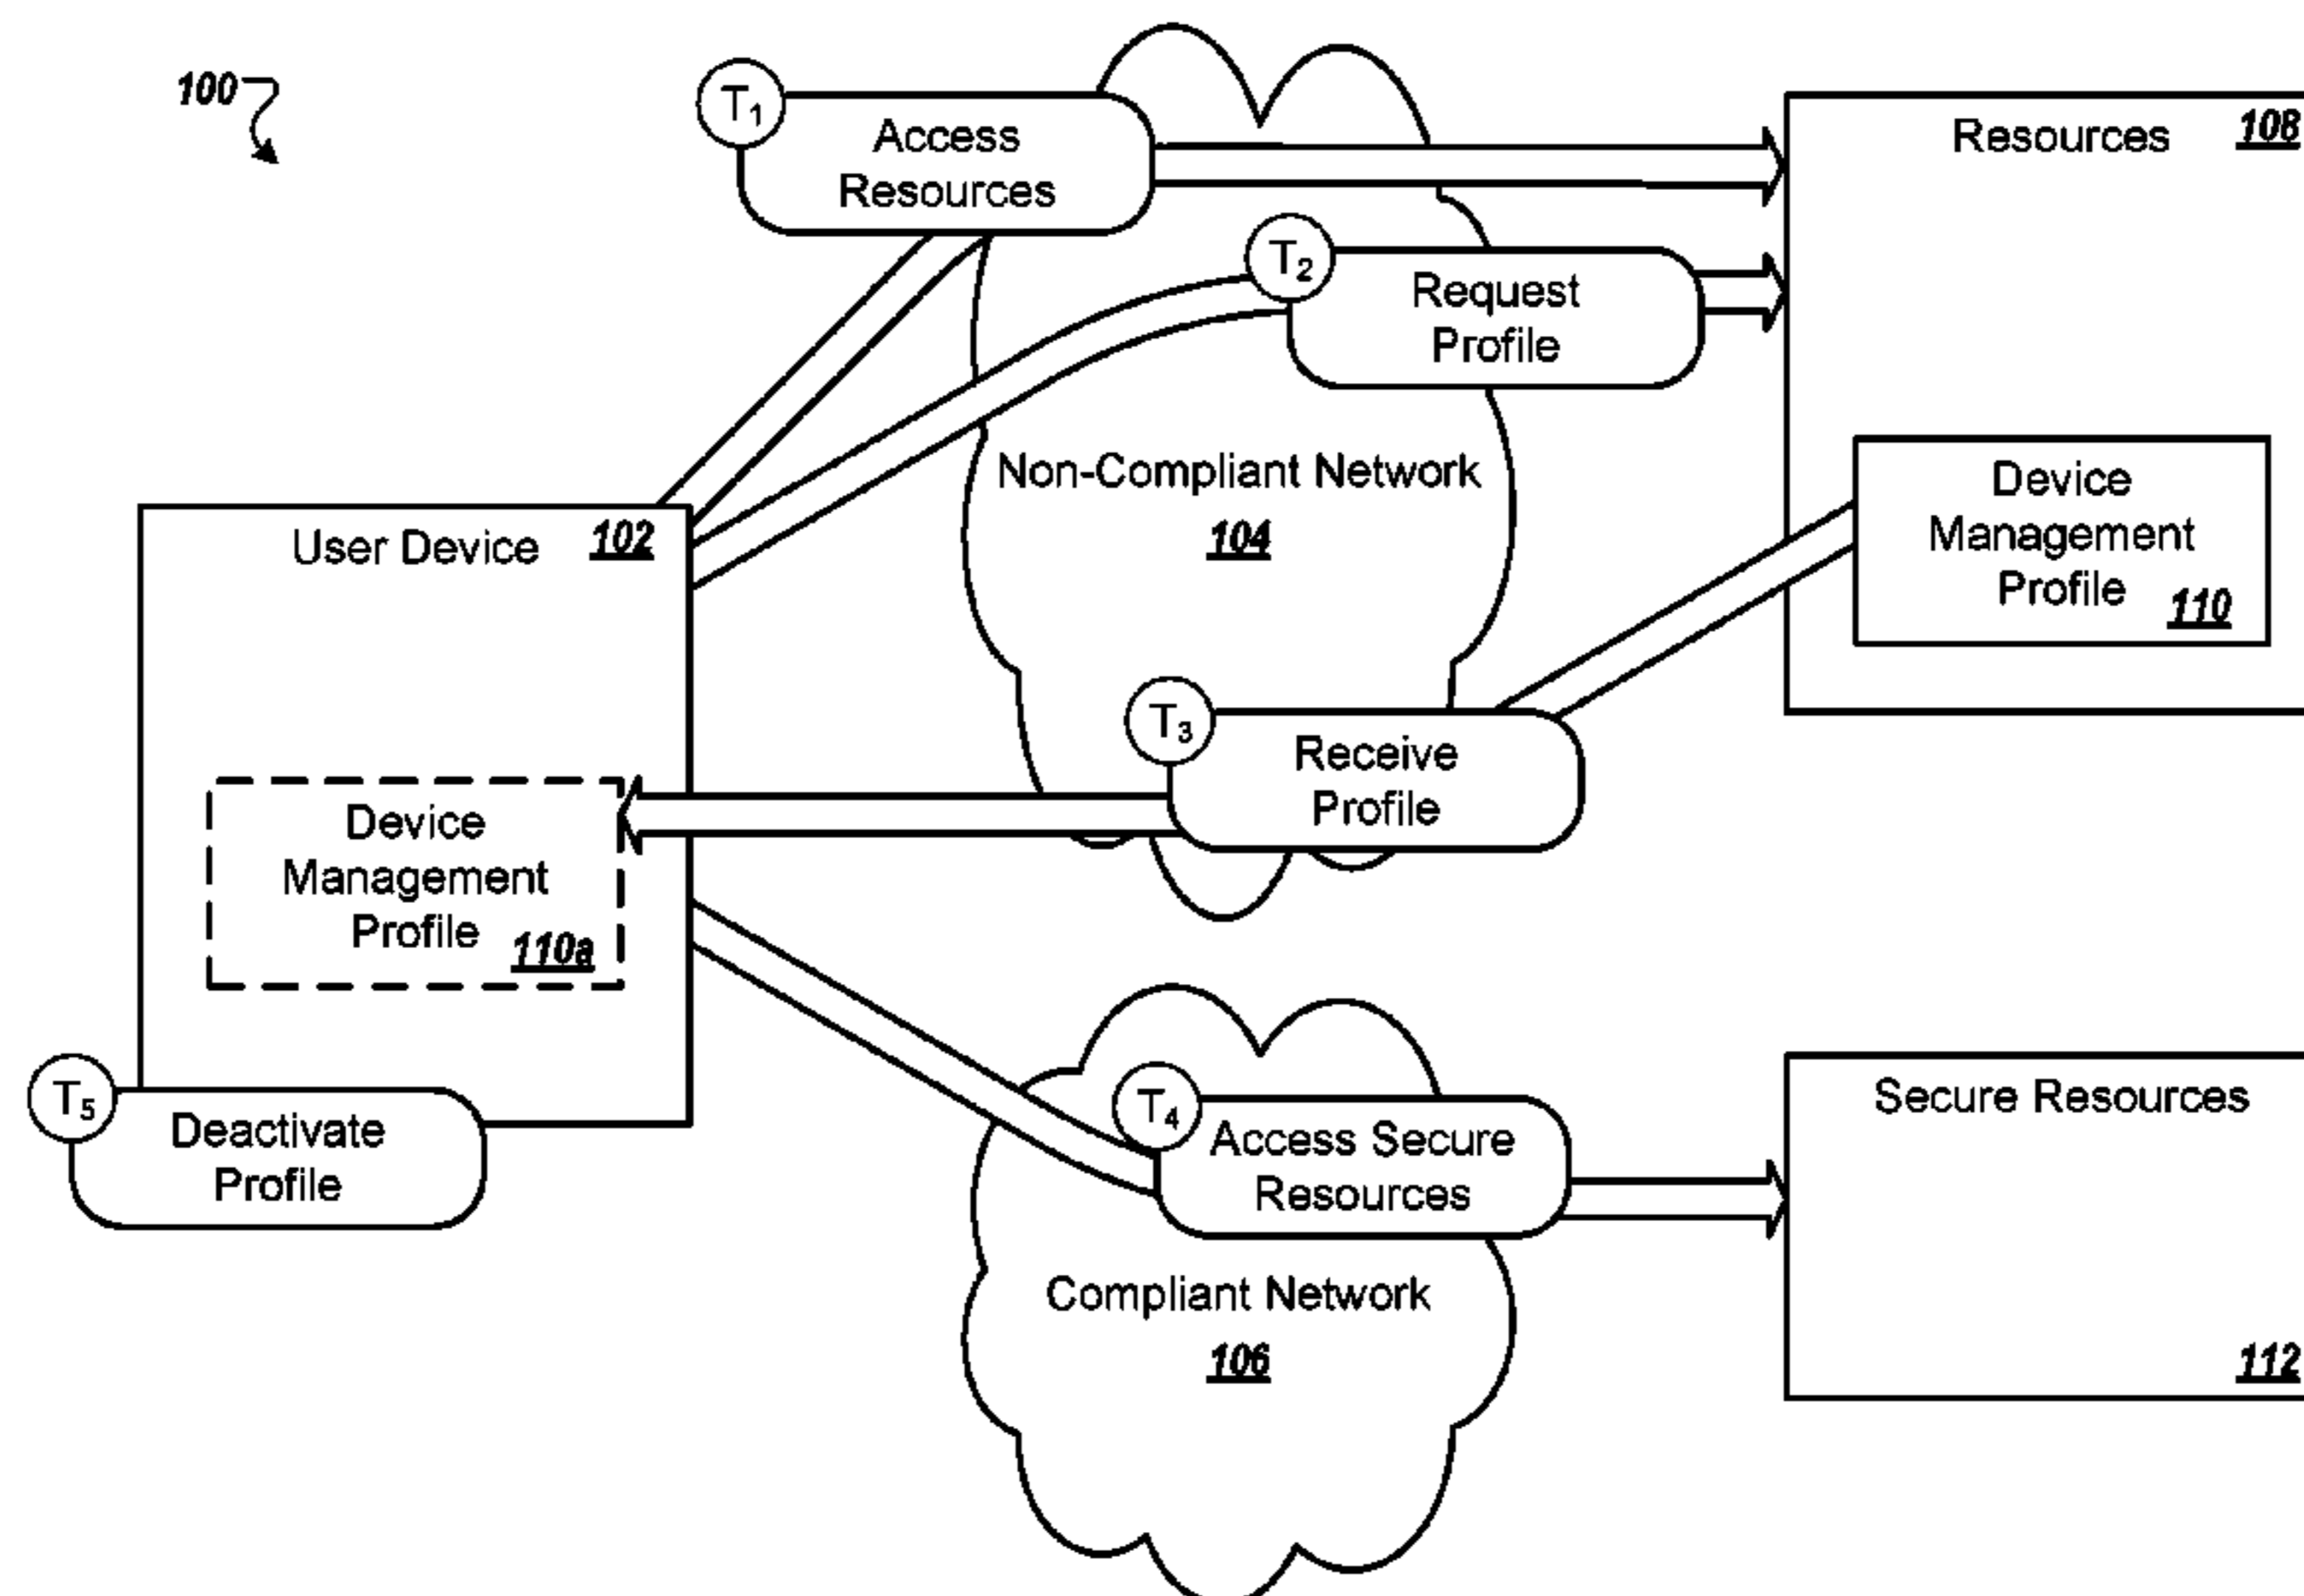 100
T1
Access
Resources
Resources 108
T2
Request
Profile
Non-Compliant Network
104
Device
Management
Profile 110
User Device 102
T3
Receive
Profile
Device
Management
Profile 110a
T4
Access Secure
Resources
Secure Resources
112
T5
Deactivate
Profile
Compliant Network
106